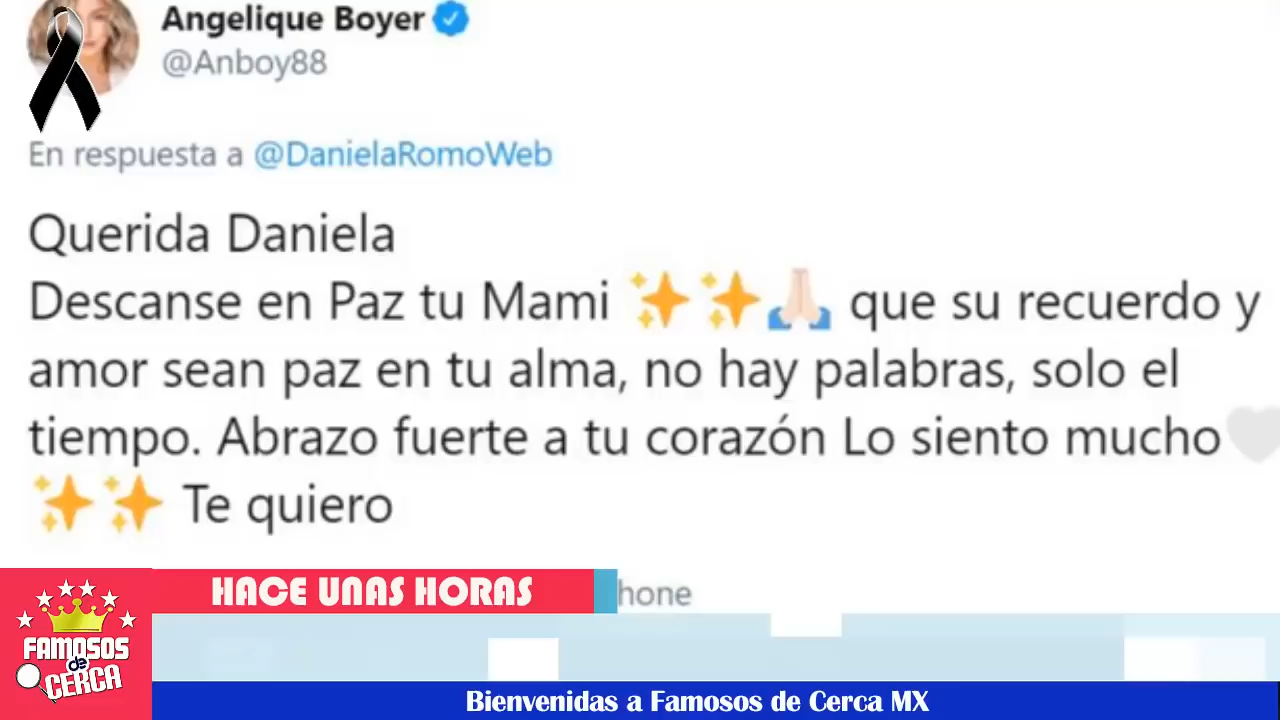 Angelique Boyer
@Anboy88
En respuesta a @DanielaRomoWeb
Querida Daniela
Descanse en Paz tu Mami ✨✨🙏🏻 que su recuerdo y
amor sean paz en tu alma, no hay palabras, solo el
tiempo. Abrazo fuerte a tu corazón Lo siento mucho🤍
✨✨ Te quiero
HACE UNAS HORAS
hone
FAMOSOS
de
CERCA
Bienvenidas a Famosos de Cerca MX